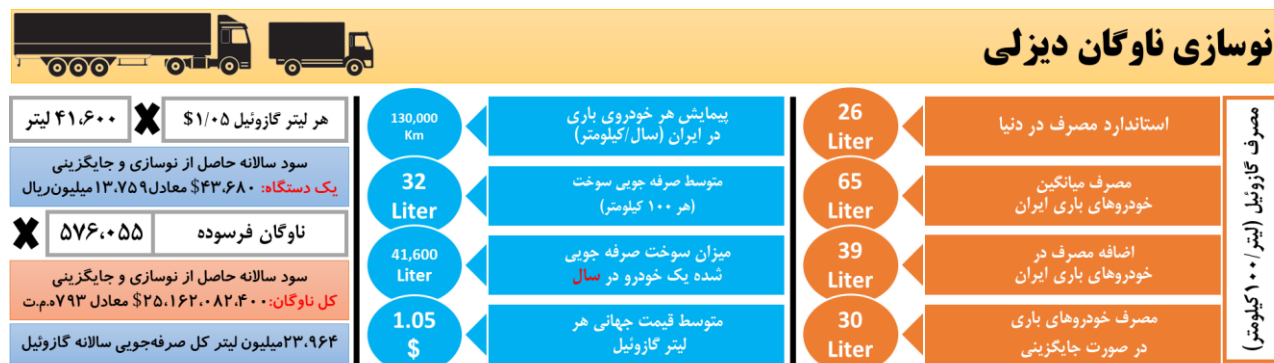 نوسازی ناوگان دیزلی
مصرف گازوئیل (لیتر/۱۰۰کیلومتر)
استاندارد مصرف در دنیا
26
Liter
مصرف میانگین
خودروهای باری ایران
65
Liter
اضافه مصرف در
خودروهای باری ایران
39
Liter
مصرف خودروهای باری
در صورت جایگزینی
30
Liter
پیمایش هر خودروی باری
در ایران (سال/کیلومتر)
130,000
Km
متوسط صرفه جویی سوخت
(هر ۱۰۰ کیلومتر)
32
Liter
میزان سوخت صرفه جویی
شده یک خودرو در سال
41,600
Liter
متوسط قیمت جهانی هر
لیتر گازوئیل
1.05
$
هر لیتر گازوئیل ۱/۰۵$
۴۱،۶۰۰ لیتر
سود سالانه حاصل از نوسازی و جایگزینی
یک دستگاه: ۴۳،۶۸۰$ معادل۱۳،۷۵۹میلیون‌ریال
ناوگان فرسوده
۵۷۶،۰۵۵
سود سالانه حاصل از نوسازی و جایگزینی
کل ناوگان:۲۵،۱۶۲،۰۸۲،۴۰۰$ معادل ۷۹۳ه.م.ت
۲۳،۹۶۴میلیون لیتر کل صرفه‌جویی سالانه گازوئیل